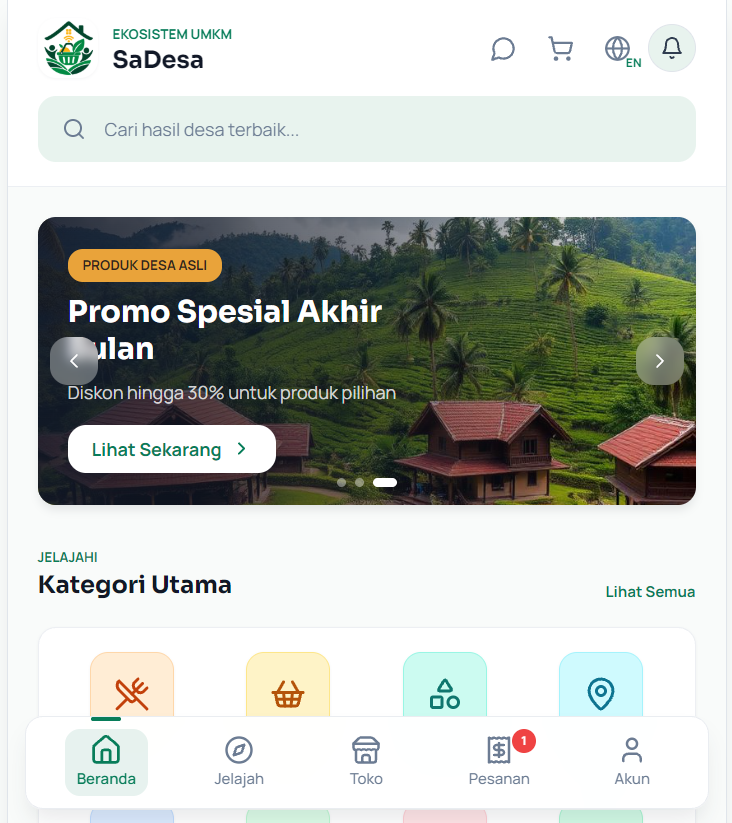 EKOSISTEM UMKM
SaDesa
EN
Cari hasil desa terbaik...
PRODUK DESA ASLI
Promo Spesial Akhir
ulan
Diskon hingga 30% untuk produk pilihan
Lihat Sekarang
JELAJAHI
Kategori Utama
Lihat Semua
1
Beranda
Jelajah
Toko
Pesanan
Akun